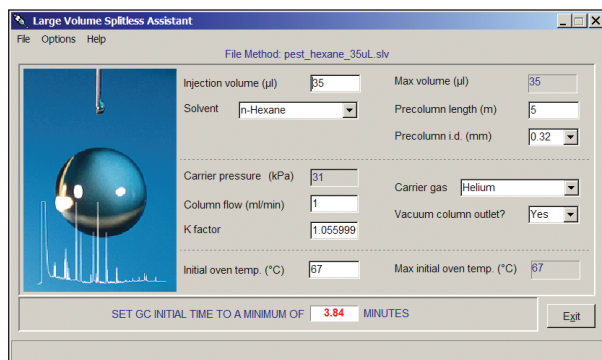 Large Volume Splitless Assistant
File Options Help
File Method: pest_hexane_35uL.slv
Injection volume (µl) 35 Max volume (µl) 35
Solvent n-Hexane Precolumn length (m) 5
Precolumn i.d. (mm) 0.32
Carrier pressure (kPa) 31 Carrier gas Helium
Column flow (ml/min) 1 Vacuum column outlet? Yes
K factor 1.055999
Initial oven temp. (°C) 67 Max initial oven temp. (°C) 67
SET GC INITIAL TIME TO A MINIMUM OF 3.84 MINUTES
Exit